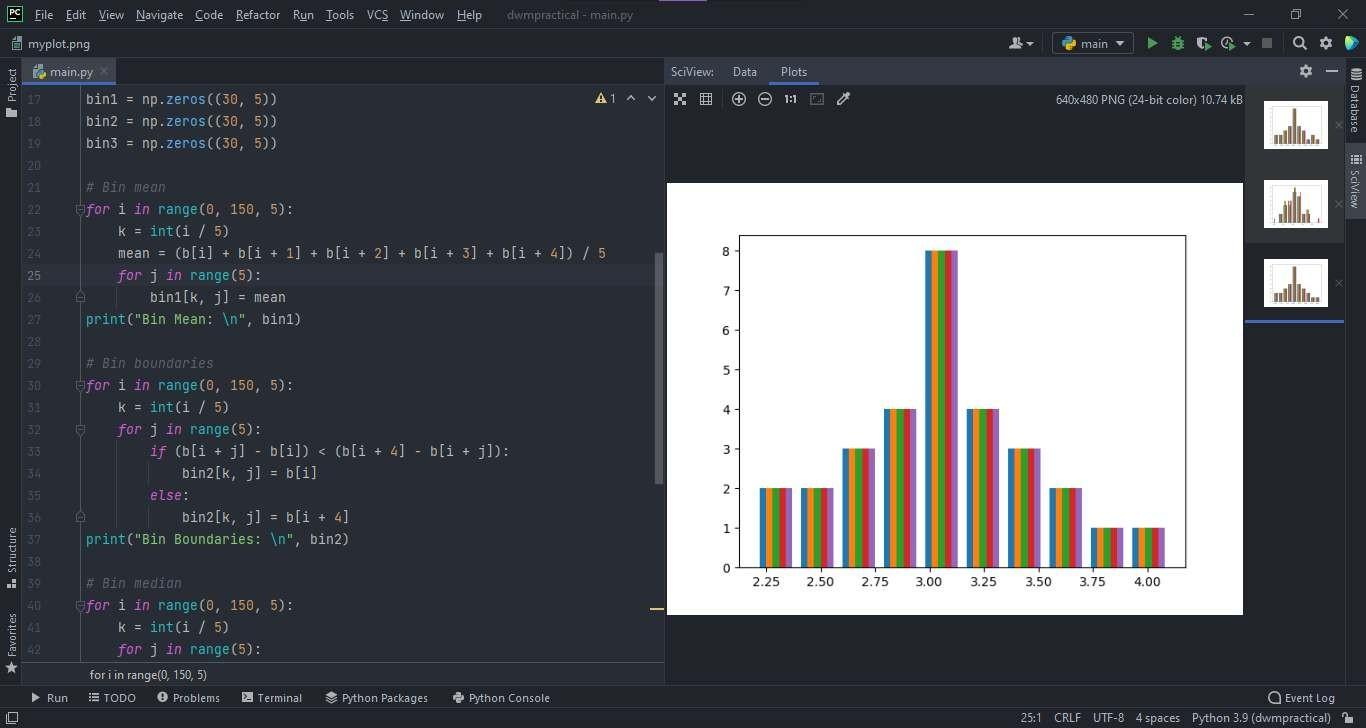 PC File Edit View Navigate Code Refactor Run Tools VCS Window Help dwmpractical - main.py
myplot.png main
Project
main.py
SciView: Data Plots
1:1 640x480 PNG (24-bit color) 10.74 kB
1
17 bin1 = np.zeros((30, 5))
18 bin2 = np.zeros((30, 5))
19 bin3 = np.zeros((30, 5))
20
21 # Bin mean
22 for i in range(0, 150, 5):
23 k = int(i / 5)
24 mean = (b[i] + b[i + 1] + b[i + 2] + b[i + 3] + b[i + 4]) / 5
25 for j in range(5):
26 bin1[k, j] = mean
27 print("Bin Mean: \n", bin1)
28
29 # Bin boundaries
30 for i in range(0, 150, 5):
31 k = int(i / 5)
32 for j in range(5):
33 if (b[i + j] - b[i]) < (b[i + 4] - b[i + j]):
34 bin2[k, j] = b[i]
35 else:
36 bin2[k, j] = b[i + 4]
37 print("Bin Boundaries: \n", bin2)
38
39 # Bin median
40 for i in range(0, 150, 5):
41 k = int(i / 5)
42 for j in range(5):
for i in range(0, 150, 5)
Structure
Favorites
8
7
6
5
4
3
2
1
0
2.25 2.50 2.75 3.00 3.25 3.50 3.75 4.00
Database
SciView
Run TODO Problems Terminal Python Packages Python Console Event Log
25:1 CRLF UTF-8 4 spaces Python 3.9 (dwmpractical)